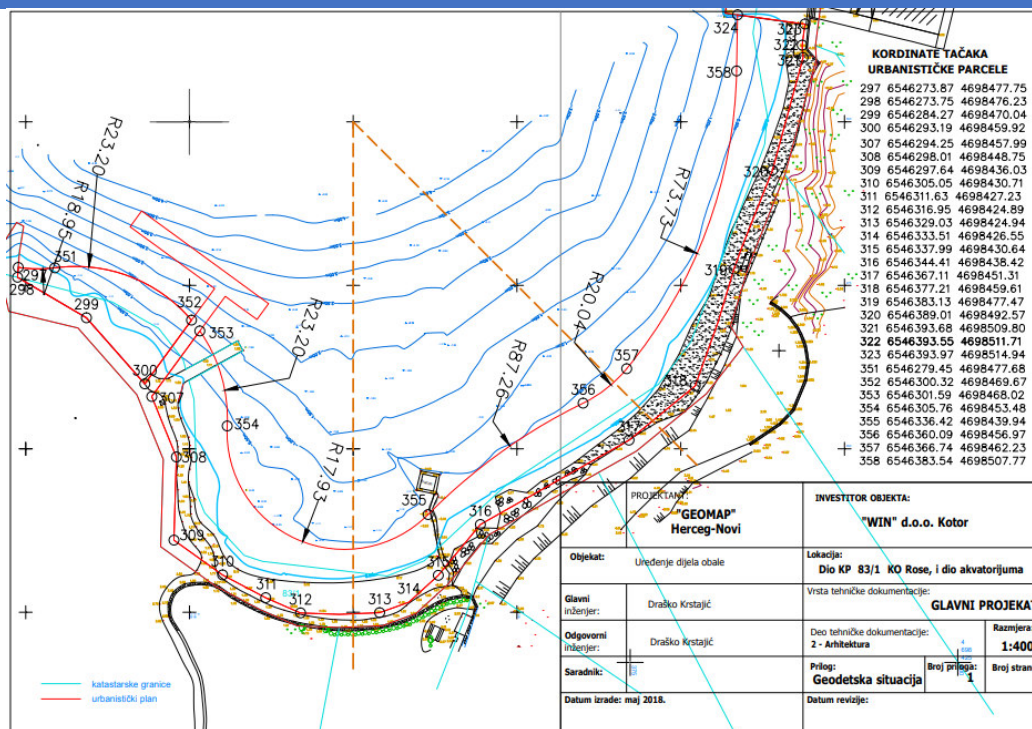 KORDINATE TAČAKA
URBANISTIČKE PARCELE
297 6546273.87 4698477.75
298 6546273.75 4698476.23
299 6546284.27 4698470.04
300 6546293.19 4698459.92
307 6546294.25 4698457.99
308 6546298.01 4698448.75
309 6546297.64 4698436.03
310 6546305.05 4698430.71
311 6546311.63 4698427.23
312 6546316.95 4698424.89
313 6546329.03 4698424.94
314 6546333.51 4698426.55
315 6546337.99 4698430.64
316 6546344.41 4698438.42
317 6546367.11 4698451.31
318 6546377.21 4698459.61
319 6546383.13 4698477.47
320 6546389.01 4698492.57
321 6546393.68 4698509.80
322 6546393.55 4698511.71
323 6546393.97 4698514.94
351 6546279.45 4698477.68
352 6546300.32 4698469.67
353 6546301.59 4698468.02
354 6546305.76 4698453.48
355 6546336.42 4698439.94
356 6546360.09 4698456.97
357 6546366.74 4698462.23
358 6546383.54 4698507.77
324
323
322
321
358
320
319
R73.73
R23.20
R18.95
297
351
298
299
352
353
R23.20
R20.04
300
307
357
356
318
R87.26
354
317
308
R17.93
355
316
309
310
315
311
314
312
313
katastarske granice
urbanistički plan
PROJEKTANT:
"GEOMAP"
Herceg-Novi
INVESTITOR OBJEKTA:
"WIN" d.o.o. Kotor
Objekat:
Uređenje dijela obale
Lokacija:
Dio KP 83/1 KO Rose, i dio akvatorijuma
Glavni
inženjer:
Draško Krstajić
Vrsta tehničke dokumentacije:
GLAVNI PROJEKAT
Odgovorni
inženjer:
Draško Krstajić
Deo tehničke dokumentacije:
2 - Arhitektura
Razmjera:
1:400
Saradnik:
Prilog:
Geodetska situacija
Broj priloga:
1
Broj stran
Datum izrade: maj 2018.
Datum revizije: